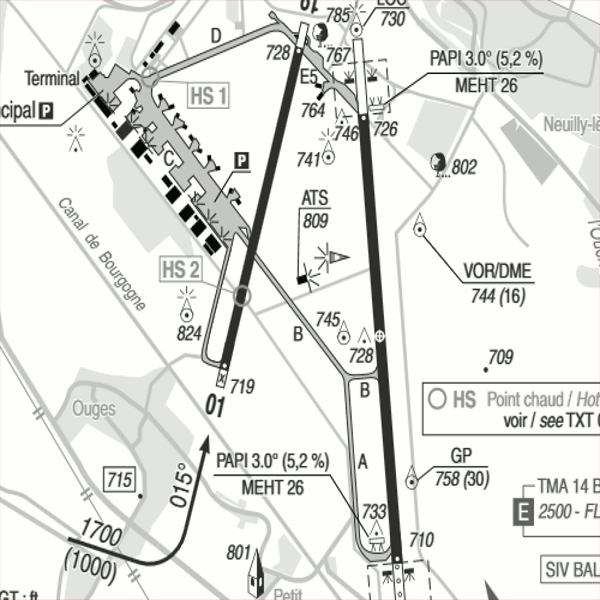 785
730
D
728
767
PAPI 3.0° (5,2 %)
MEHT 26
E5
Terminal
HS 1
764
cipal P
746
726
Neuilly-lè
741
C
P
802
ATS
809
Canal de Bourgogne
HS 2
VOR/DME
744 (16)
824
745
B
728
709
719
B
01
HS Point chaud / Hot
voir / see TXT
Ouges
A
GP
758 (30)
PAPI 3.0° (5,2 %)
MEHT 26
715
015°
TMA 14 B
E 2500 - FL
733
1700
(1000)
710
801
SIV BAL
Petit
GT : ft